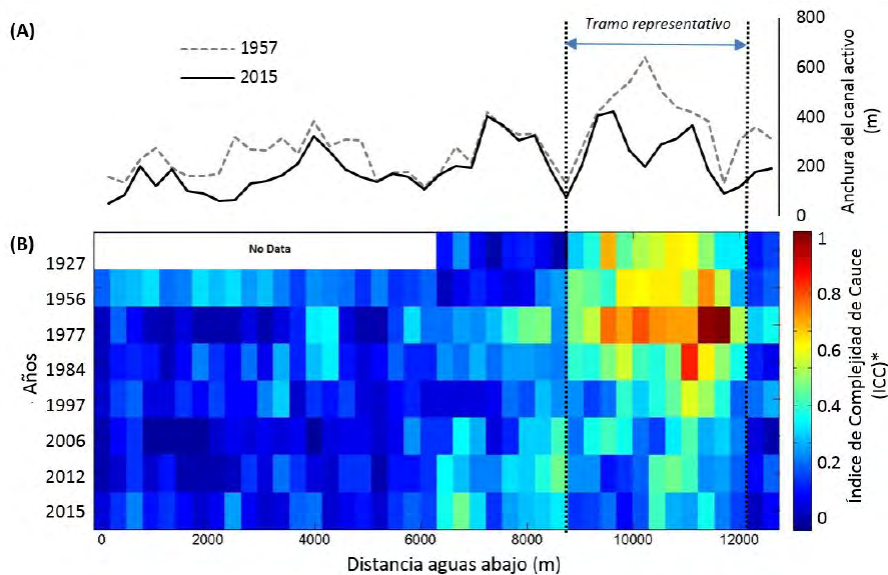 (A)
1957
2015
Tramo representativo
800
600
400
200
0
Anchura del canal activo
(m)
(B)
No Data
1927
1956
1977
1984
1997
2006
2012
2015
Años
0
2000
4000
6000
8000
10000
12000
Distancia aguas abajo (m)
1
0.8
0.6
0.4
0.2
0
Índice de Complejidad de Cauce
(ICC)*